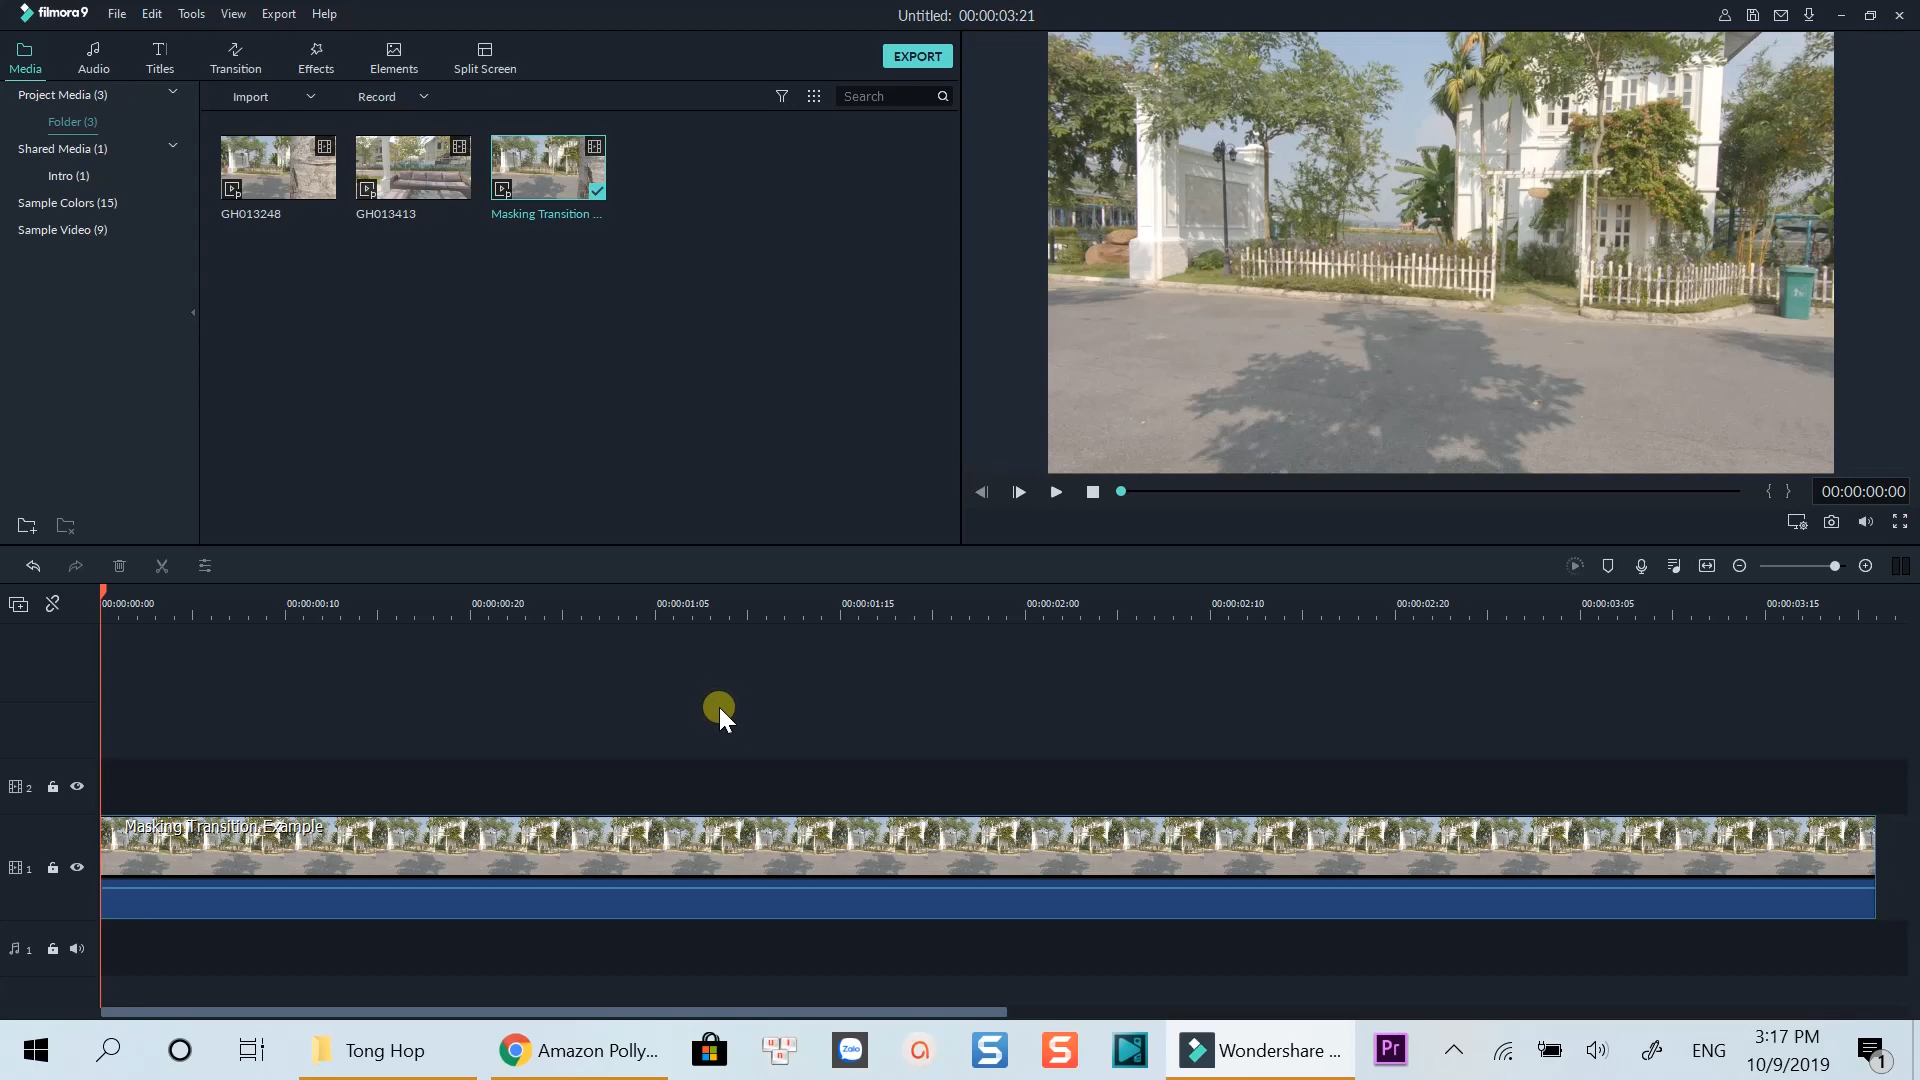 filmora9 File Edit Tools View Export Help
Untitled: 00:00:03:21
Media Audio Titles Transition Effects Elements Split Screen
EXPORT
Project Media (3)
Folder (3)
Shared Media (1)
Intro (1)
Sample Colors (15)
Sample Video (9)
Import Record Search
GH013248 GH013413 Masking Transition ...
00:00:00:00
00:00:00:00 00:00:00:10 00:00:00:20 00:00:01:05 00:00:01:15 00:00:02:00 00:00:02:10 00:00:02:20 00:00:03:05 00:00:03:15
2
Masking Transition Example
1
1
Tong Hop
Amazon Polly...
Zalo
Wondershare ...
Pr
ENG
3:17 PM
10/9/2019
1